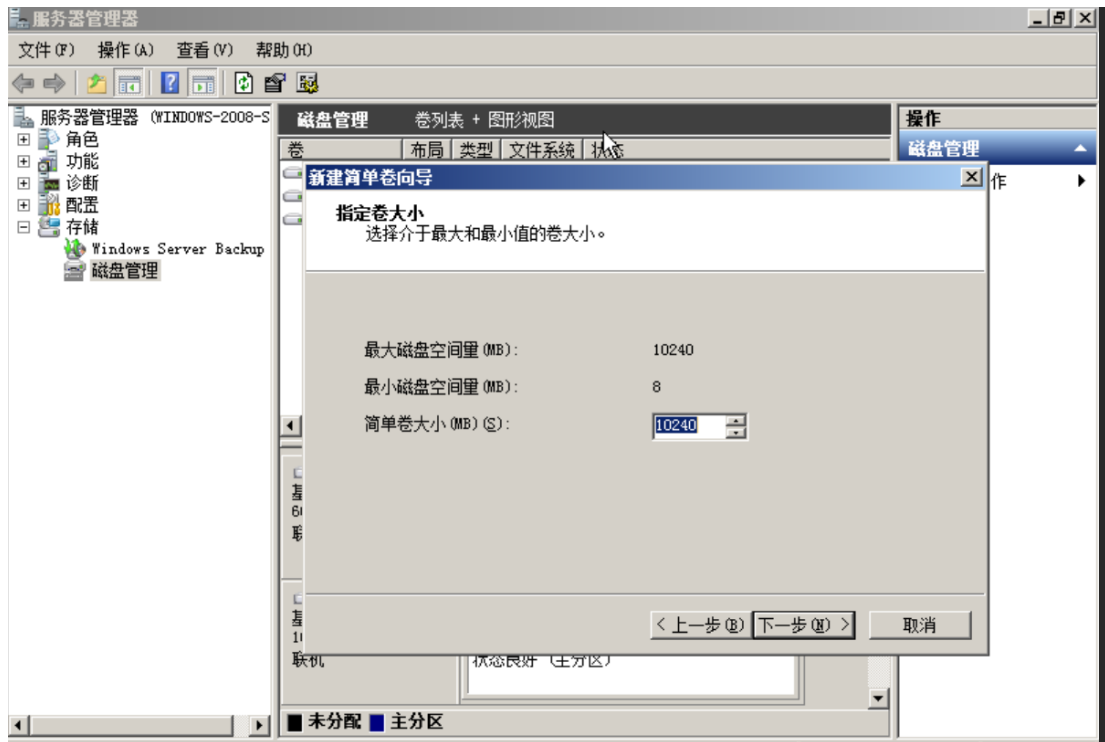 服务器管理器
文件(F) 操作(A) 查看(V) 帮助(H)
服务器管理器 (WINDOWS-2008-S
角色
功能
诊断
配置
存储
Windows Server Backup
磁盘管理
磁盘管理 卷列表 + 图形视图
卷 布局 类型 文件系统 状态
新建简单卷向导
指定卷大小
选择介于最大和最小值的卷大小。
最大磁盘空间量(MB): 10240
最小磁盘空间量(MB): 8
简单卷大小(MB)(S): 10240
<上一步(B) 下一步(N) > 取消
联机 状态良好 (主分区)
未分配 主分区
操作
磁盘管理
作